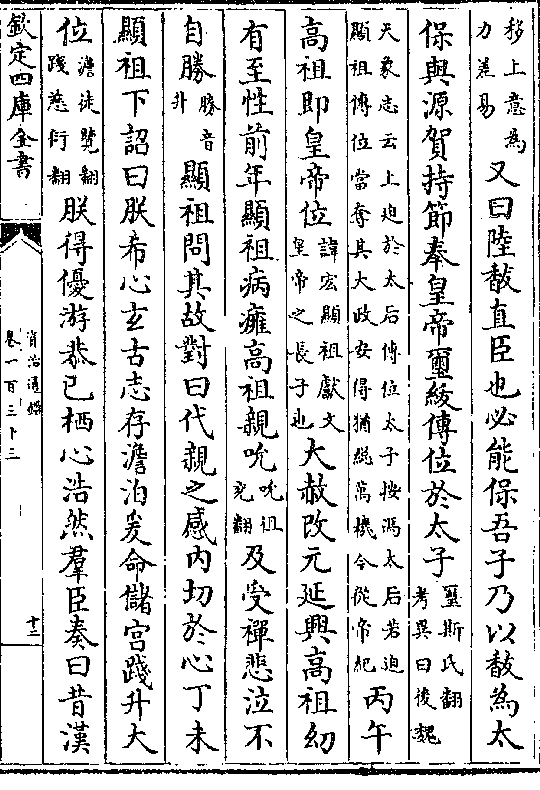 移上意爲
力差易
又曰陸馛直臣也必能保吾子乃以馛爲太
保與源賀持節奉皇帝璽綬傳位於太子
璽斯氏翻
考異曰後魏
天象志云上迫於太后傳位太子按馮太后若迫
顯祖傳位當奪其大政安得猶總萬機今從帝紀
丙午
高祖即皇帝位
諱宏顯祖獻文
皇帝之長子也
大赦改元延興高祖幼
有至性前年顯祖病癰高祖親吮
吮徂
兖翻
及受禪悲泣不
自勝
勝音
升
顯祖問其故對曰代親之感內切於心丁未
顯祖下詔曰朕希心玄古志存澹泊爰命儲宮踐升大
位
澹徒覽翻
踐慈衍翻
朕得優游恭己栖心浩然羣臣奏曰昔漢
欽定四庫全書
資治通鑑
卷一百三十三
十二